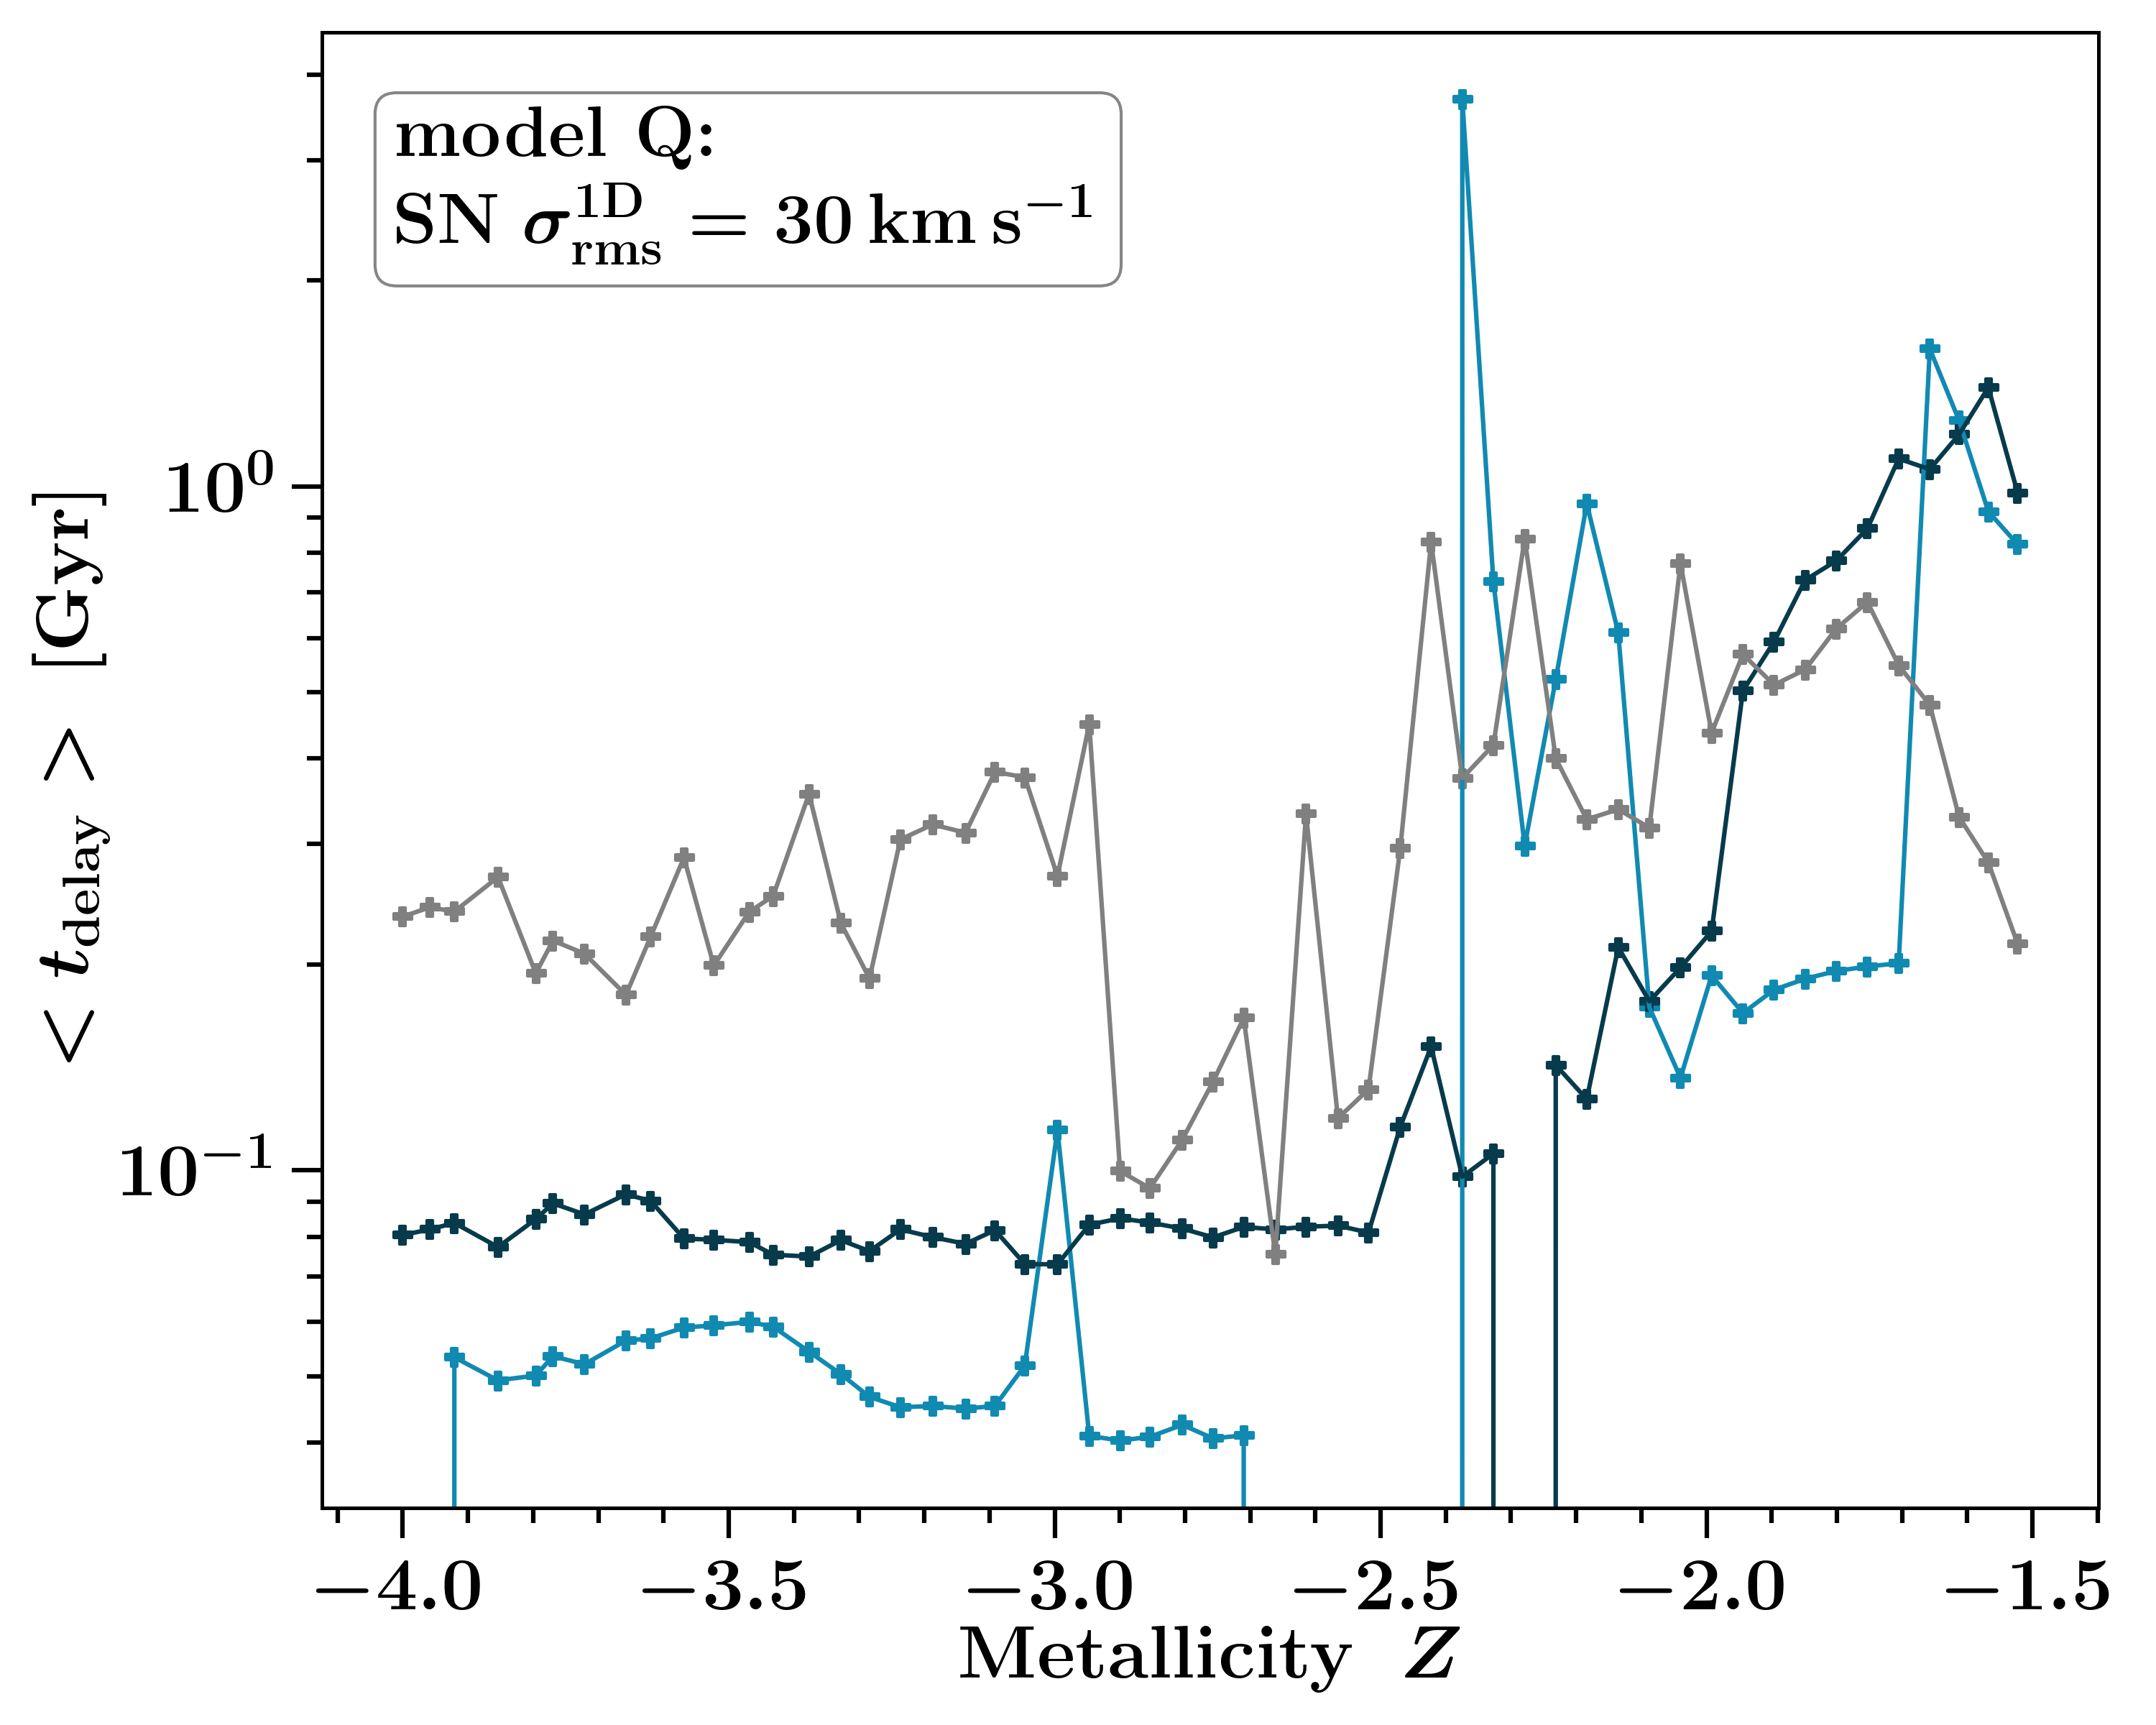 model Q:
SN σ^1D_rms = 30 km s^−1
< t_delay > [Gyr]
10^0
10^−1
−4.0 −3.5 −3.0 −2.5 −2.0 −1.5
Metallicity Z